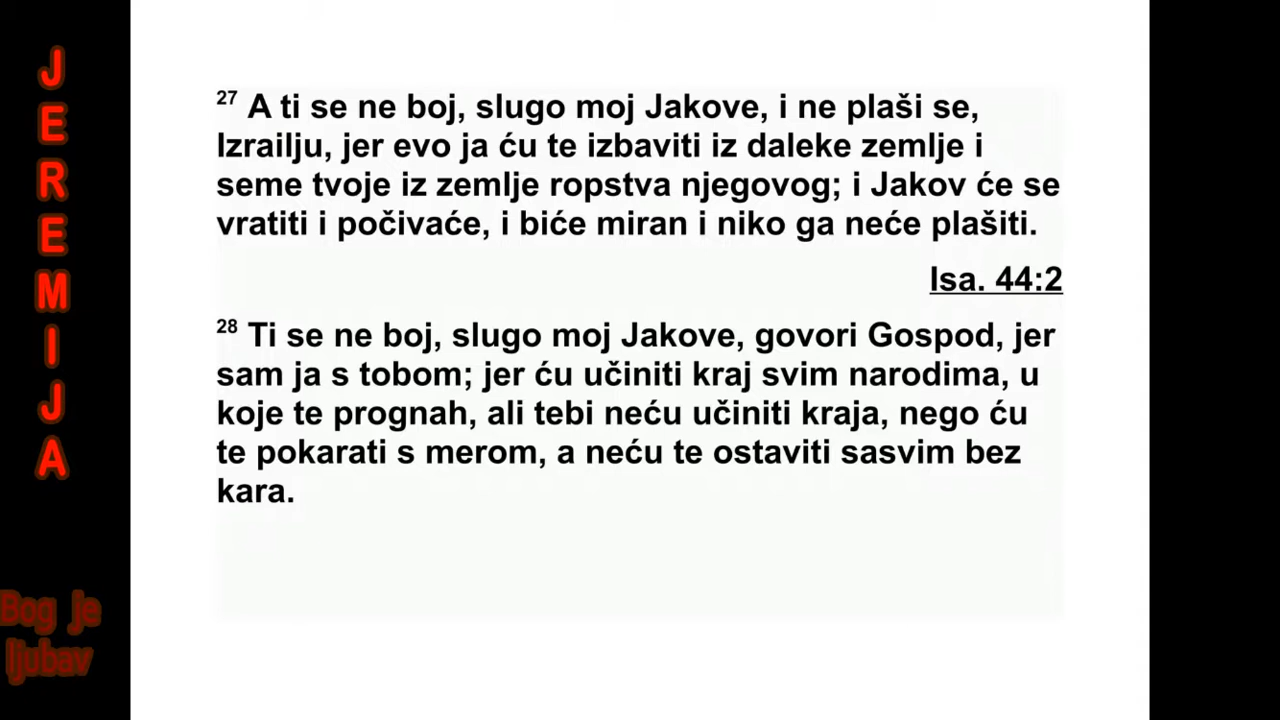 JEREMIJA
Bog je
ljubav
27 A ti se ne boj, slugo moj Jakove, i ne plaši se,
Izrailju, jer evo ja ću te izbaviti iz daleke zemlje i
seme tvoje iz zemlje ropstva njegovog; i Jakov će se
vratiti i počivaće, i biće miran i niko ga neće plašiti.
Isa. 44:2
28 Ti se ne boj, slugo moj Jakove, govori Gospod, jer
sam ja s tobom; jer ću učiniti kraj svim narodima, u
koje te prognah, ali tebi neću učiniti kraja, nego ću
te pokarati s merom, a neću te ostaviti sasvim bez
kara.